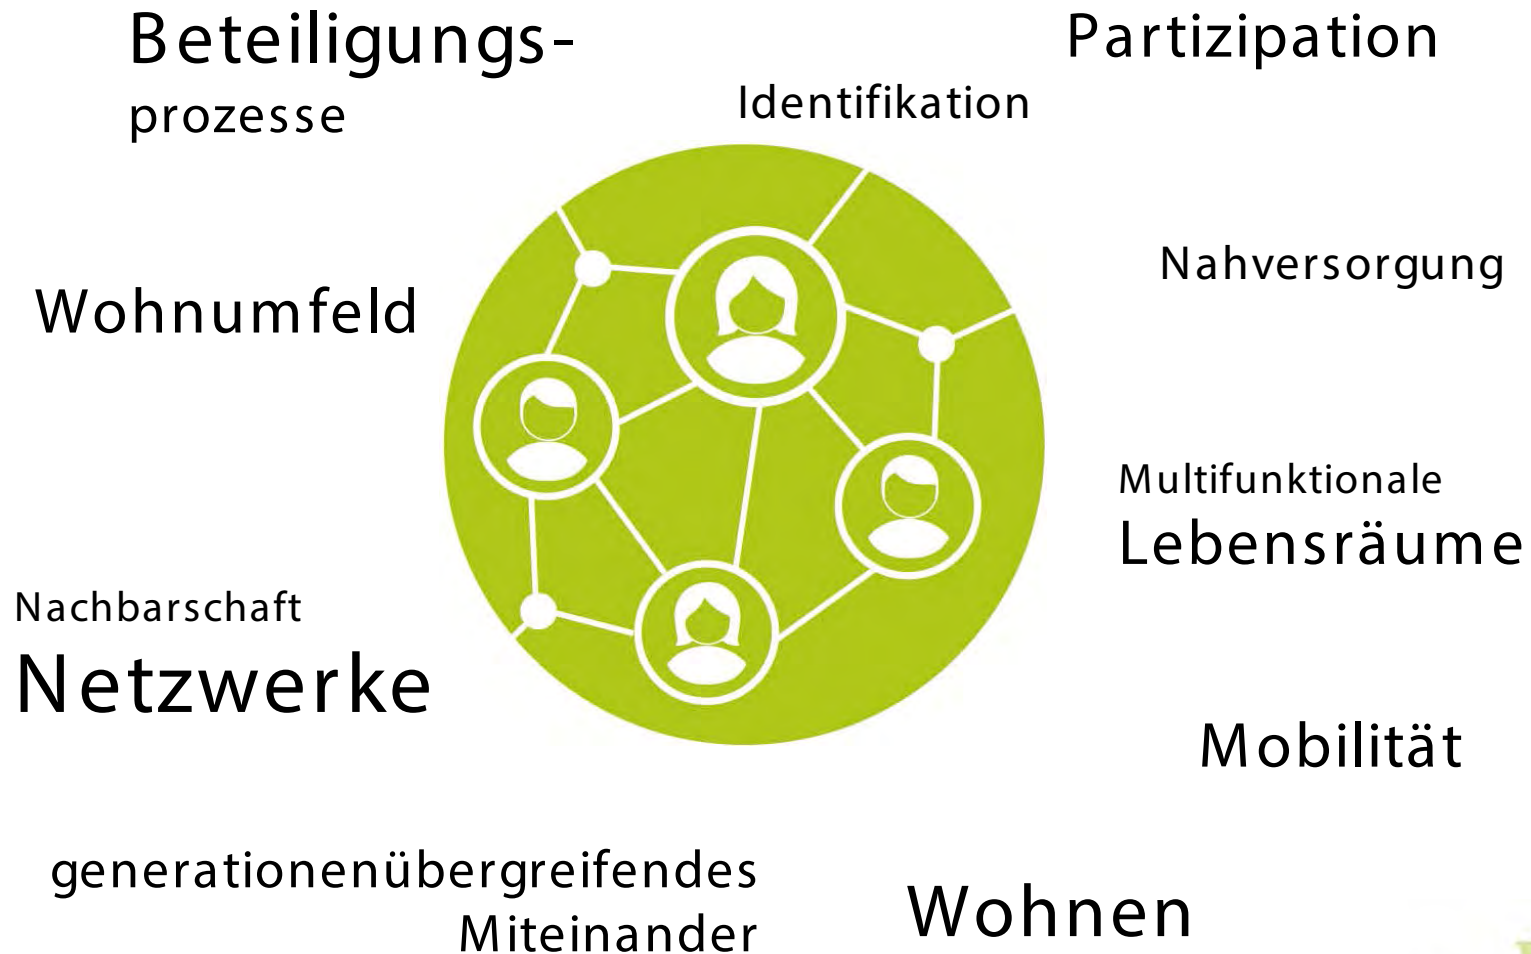 Beteiligungs-
prozesse
Partizipation
Identifikation
Nahversorgung
Wohnumfeld
Multifunktionale
Lebensräume
Nachbarschaft
Netzwerke
Mobilität
generationenübergreifendes
Miteinander
Wohnen